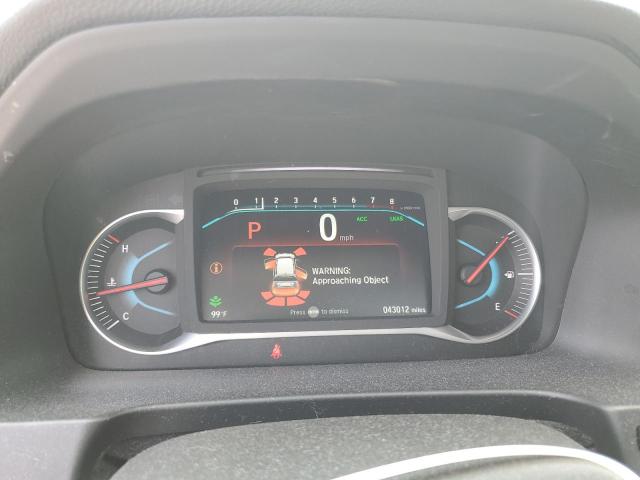 0 1 2 3 4 5 6 7 8
ACC LKAS
P 0 mph
H
C
WARNING:
Approaching Object
E
Press to dismiss
99°F
043012 miles